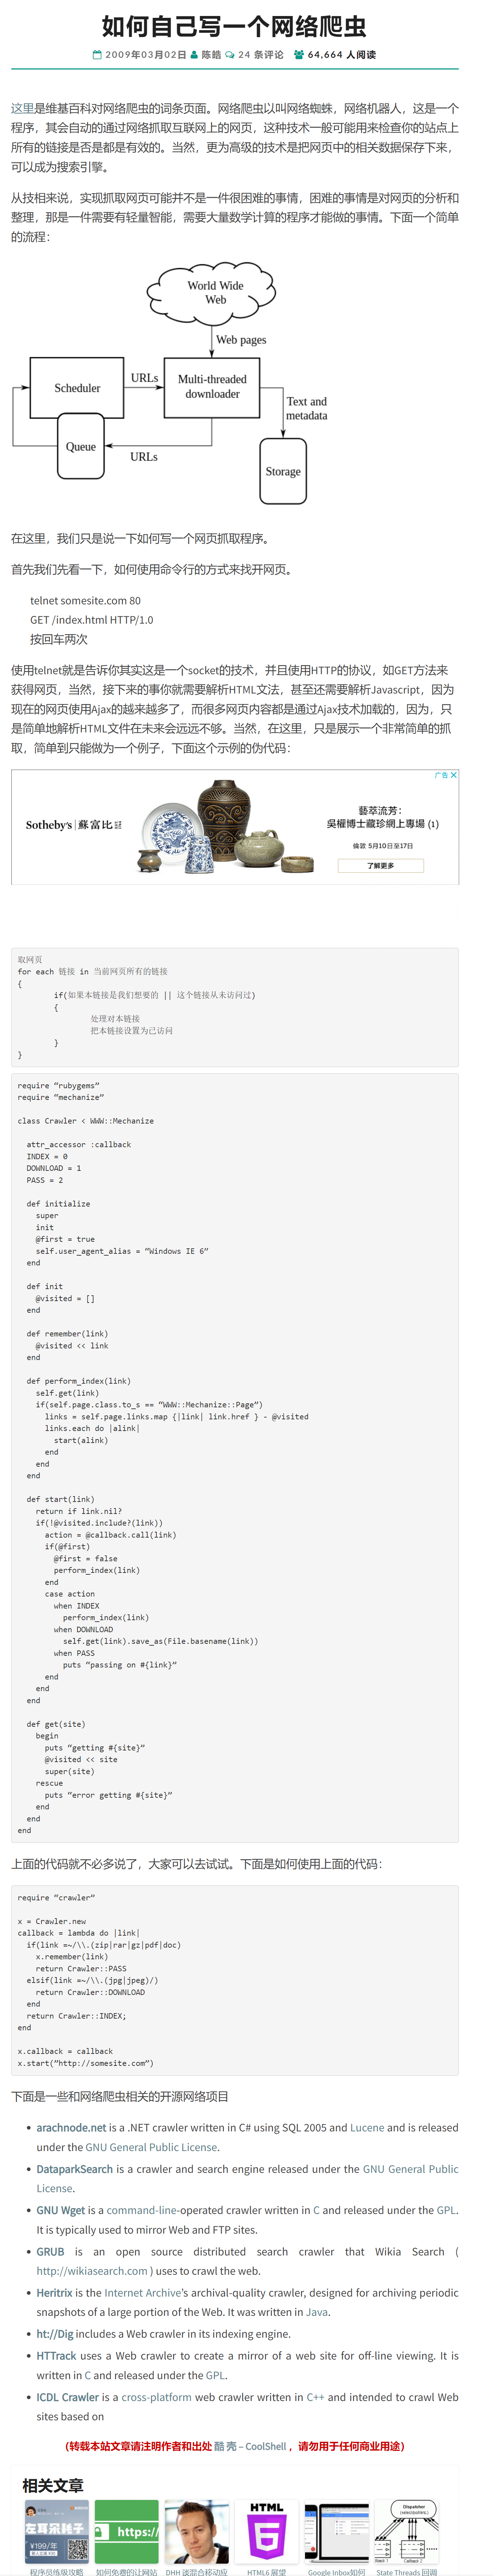 如何自己写一个网络爬虫
2009年03月02日 陈皓 24 条评论 64,664 人阅读
这里是维基百科对网络爬虫的词条页面。网络爬虫以叫网络蜘蛛，网络机器人，这是一个
程序，其会自动的通过网络抓取互联网上的网页，这种技术一般可能用来检查你的站点上
所有的链接是否是都是有效的。当然，更为高级的技术是把网页中的相关数据保存下来，
可以成为搜索引擎。
从技相来说，实现抓取网页可能并不是一件很困难的事情，困难的事情是对网页的分析和
整理，那是一件需要有轻量智能，需要大量数学计算的程序才能做的事情。下面一个简单
的流程：
World Wide
Web
Web pages
Scheduler
URLs
Multi-threaded
downloader
Text and
metadata
Queue
URLs
Storage
在这里，我们只是说一下如何写一个网页抓取程序。
首先我们先看一下，如何使用命令行的方式来找开网页。
telnet somesite.com 80
GET /index.html HTTP/1.0
按回车两次
使用telnet就是告诉你其实这是一个socket的技术，并且使用HTTP的协议，如GET方法来
获得网页，当然，接下来的事你就需要解析HTML文法，甚至还需要解析Javascript，因为
现在的网页使用Ajax的越来越多了，而很多网页内容都是通过Ajax技术加载的，因为，只
是简单地解析HTML文件在未来会远远不够。当然，在这里，只是展示一个非常简单的抓
取，简单到只能做为一个例子，下面这个示例的伪代码：
广告
Sotheby's 蘇富比
藝萃流芳：
吳權博士藏珍網上專場 (1)
倫敦 5月10日至17日
了解更多
取网页
for each 链接 in 当前网页所有的链接
{
if(如果本链接是我们想要的 || 这个链接从未访问过)
{
处理对本链接
把本链接设置为已访问
}
}
require “rubygems”
require “mechanize”
class Crawler < WWW::Mechanize
attr_accessor :callback
INDEX = 0
DOWNLOAD = 1
PASS = 2
def initialize
super
init
@first = true
self.user_agent_alias = “Windows IE 6”
end
def init
@visited = []
end
def remember(link)
@visited << link
end
def perform_index(link)
self.get(link)
if(self.page.class.to_s == “WWW::Mechanize::Page”)
links = self.page.links.map {|link| link.href } - @visited
links.each do |alink|
start(alink)
end
end
end
def start(link)
return if link.nil?
if(!@visited.include?(link))
action = @callback.call(link)
if(@first)
@first = false
perform_index(link)
end
case action
when INDEX
perform_index(link)
when DOWNLOAD
self.get(link).save_as(File.basename(link))
when PASS
puts “passing on #{link}”
end
end
end
def get(site)
begin
puts “getting #{site}”
@visited << site
super(site)
rescue
puts “error getting #{site}”
end
end
end
上面的代码就不必多说了，大家可以去试试。下面是如何使用上面的代码：
require “crawler”
x = Crawler.new
callback = lambda do |link|
if(link =~/\\.(zip|rar|gz|pdf|doc)
x.remember(link)
return Crawler::PASS
elsif(link =~/\\.(jpg|jpeg)/)
return Crawler::DOWNLOAD
end
return Crawler::INDEX;
end
x.callback = callback
x.start(”http://somesite.com”)
下面是一些和网络爬虫相关的开源网络项目
• arachnode.net is a .NET crawler written in C# using SQL 2005 and Lucene and is released
under the GNU General Public License.
• DataparkSearch is a crawler and search engine released under the GNU General Public
License.
• GNU Wget is a command-line-operated crawler written in C and released under the GPL.
It is typically used to mirror Web and FTP sites.
• GRUB is an open source distributed search crawler that Wikia Search (
http://wikiasearch.com ) uses to crawl the web.
• Heritrix is the Internet Archive’s archival-quality crawler, designed for archiving periodic
snapshots of a large portion of the Web. It was written in Java.
• ht://Dig includes a Web crawler in its indexing engine.
• HTTrack uses a Web crawler to create a mirror of a web site for off-line viewing. It is
written in C and released under the GPL.
• ICDL Crawler is a cross-platform web crawler written in C++ and intended to crawl Web
sites based on
（转载本站文章请注明作者和出处 酷 壳 – CoolShell ，请勿用于任何商业用途）
相关文章
左耳朵耗子
¥199/年
https://
HTML
Dispatcher
程序员练级攻略
如何免费的让网站
DHH 谈混合移动应
HTML6 展望
Google Inbox如何
State Threads 回调